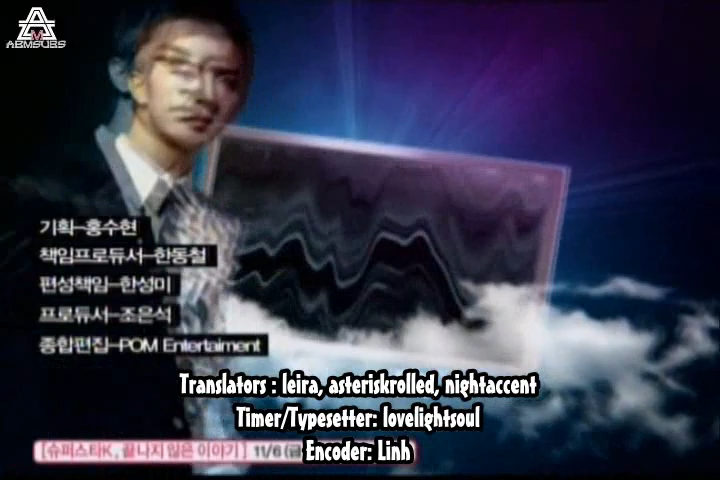 ABMSUBS
기획-홍수현
책임프로듀서-한동철
편성책임-한성미
프로듀서-조은석
종합편집-POM Entertaiment
Translators : leira, asteriskrolled, nightaccent
Timer/Typesetter: lovelightsoul
[슈퍼스타K, 끝나지 않은 이야기] 11/6 (금
Encoder: Linh